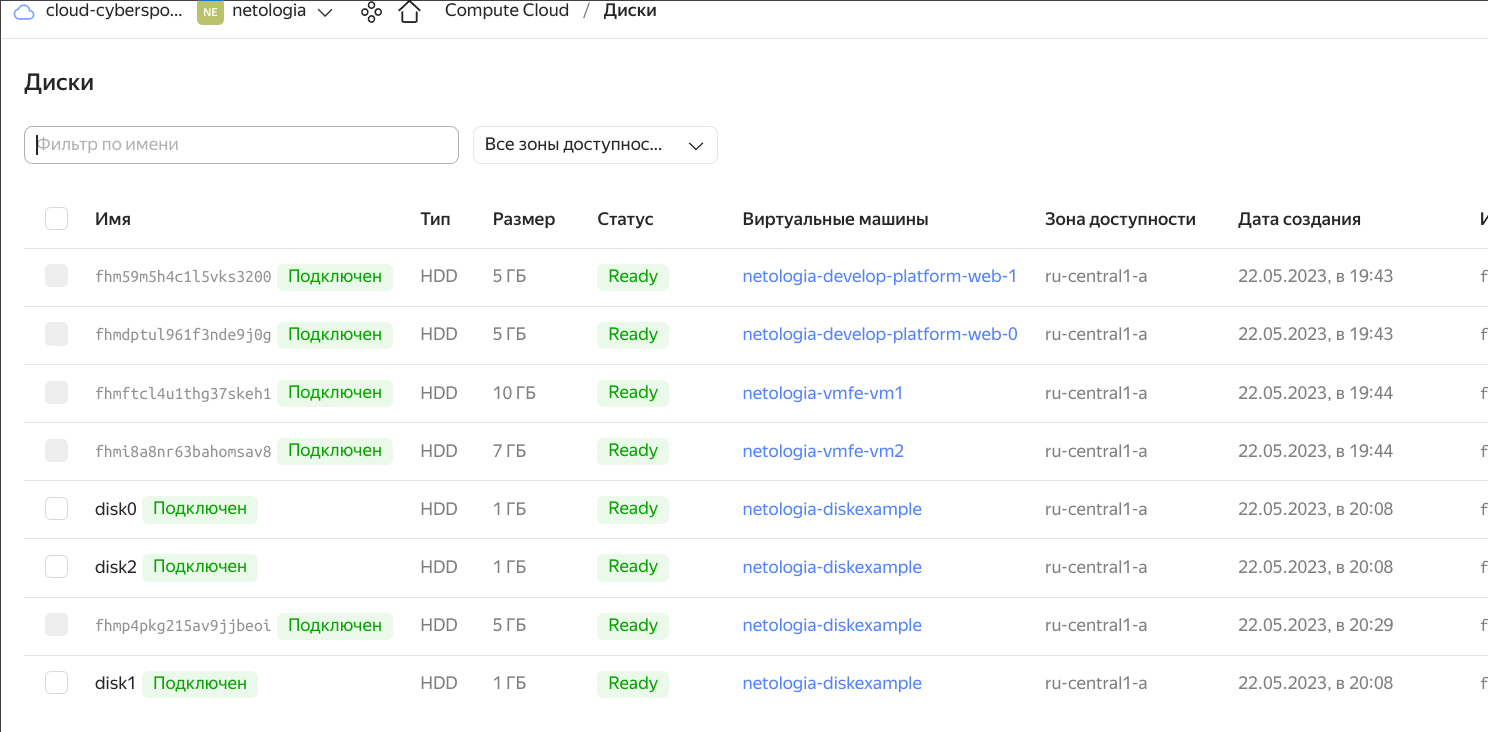 cloud-cyberspo... NE netologia Compute Cloud / Диски
Диски
Фильтр по имени Все зоны доступнос...
Имя Тип Размер Статус Виртуальные машины Зона доступности Дата создания
fhm59m5h4c1l5vks3200 Подключен HDD 5 ГБ Ready netologia-develop-platform-web-1 ru-central1-a 22.05.2023, в 19:43
fhmdptul961f3nde9j0g Подключен HDD 5 ГБ Ready netologia-develop-platform-web-0 ru-central1-a 22.05.2023, в 19:43
fhmftcl4u1thg37skeh1 Подключен HDD 10 ГБ Ready netologia-vmfe-vm1 ru-central1-a 22.05.2023, в 19:44
fhmi8a8nr63bahomsav8 Подключен HDD 7 ГБ Ready netologia-vmfe-vm2 ru-central1-a 22.05.2023, в 19:44
disk0 Подключен HDD 1 ГБ Ready netologia-diskexample ru-central1-a 22.05.2023, в 20:08
disk2 Подключен HDD 1 ГБ Ready netologia-diskexample ru-central1-a 22.05.2023, в 20:08
fhmp4pkg215av9jjbeoi Подключен HDD 5 ГБ Ready netologia-diskexample ru-central1-a 22.05.2023, в 20:29
disk1 Подключен HDD 1 ГБ Ready netologia-diskexample ru-central1-a 22.05.2023, в 20:08